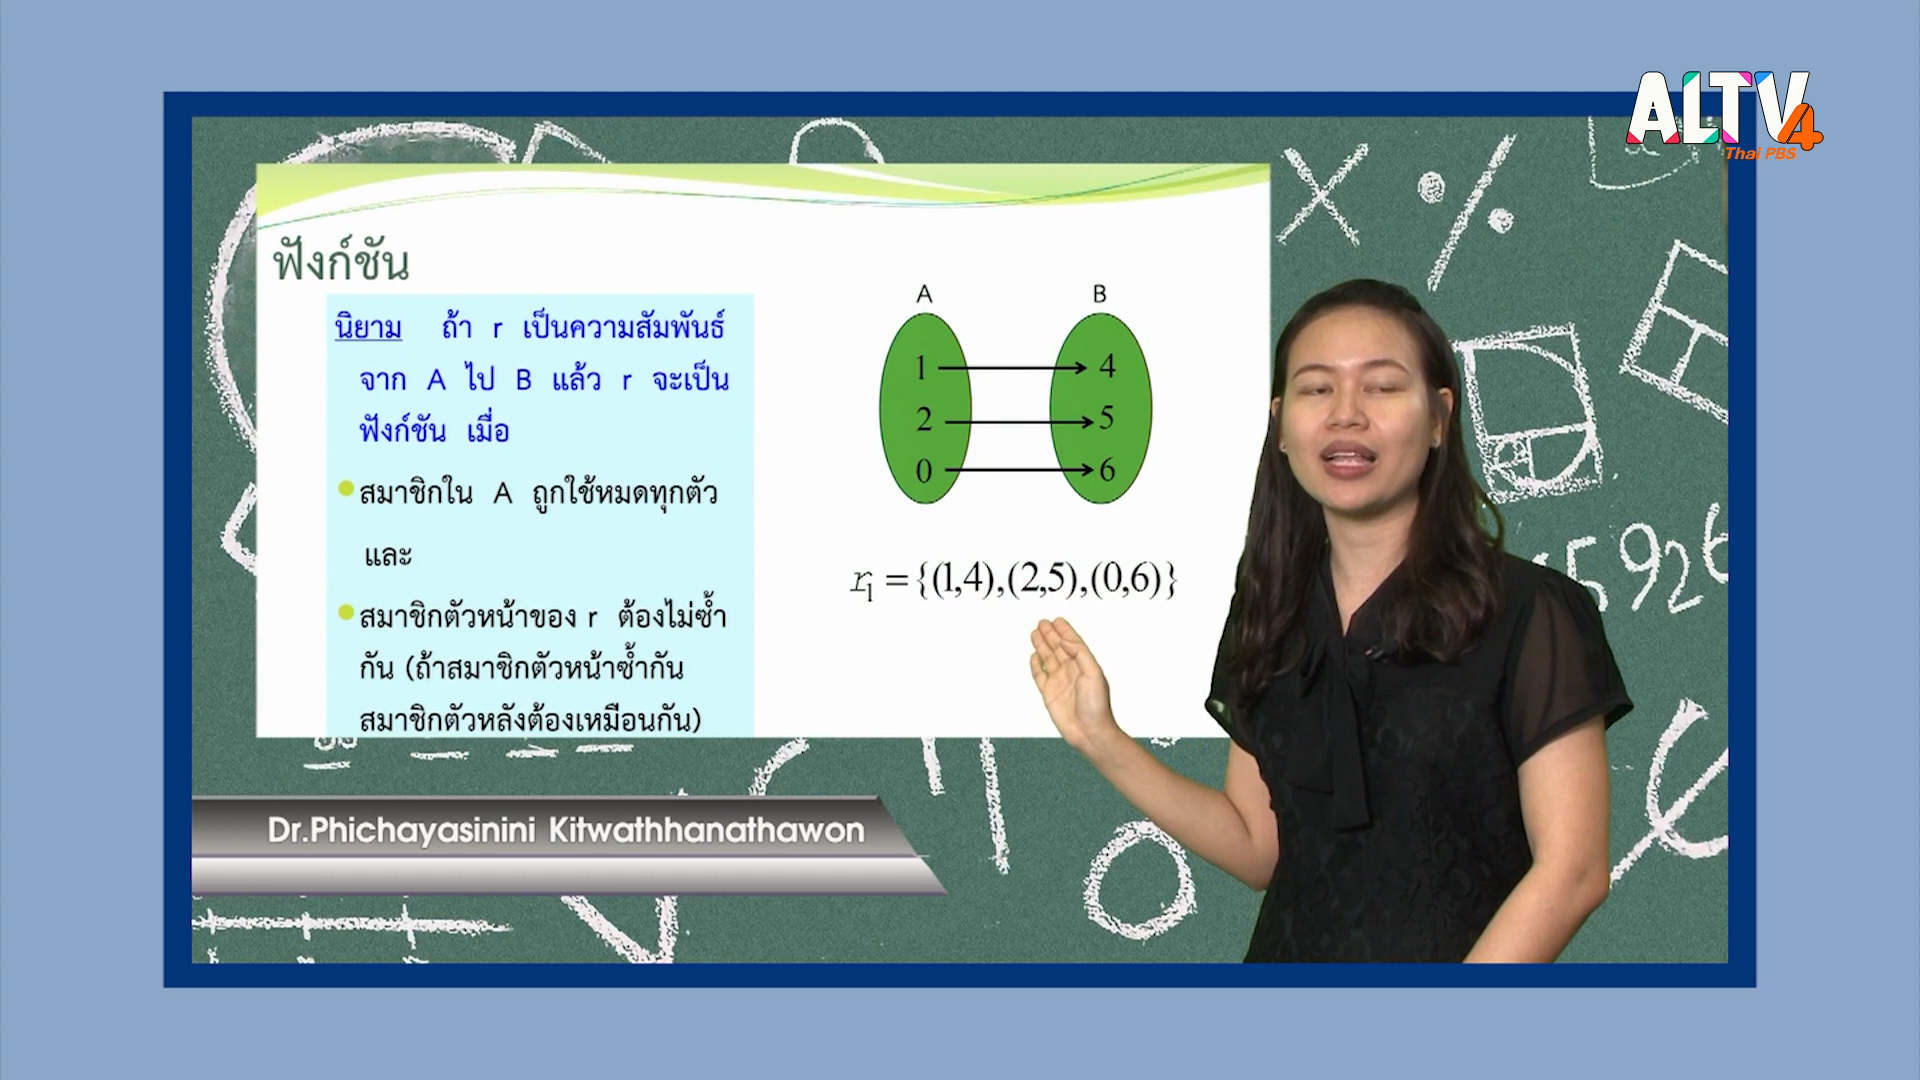 ALTV4
Thai PBS
ฟังก์ชัน
นิยาม ถ้า r เป็นความสัมพันธ์
จาก A ไป B แล้ว r จะเป็น
ฟังก์ชัน เมื่อ
สมาชิกใน A ถูกใช้หมดทุกตัว
และ
สมาชิกตัวหน้าของ r ต้องไม่ซ้ำ
กัน (ถ้าสมาชิกตัวหน้าซ้ำกัน
สมาชิกตัวหลังต้องเหมือนกัน)
A B
1 4
2 5
0 6
r₁ = {(1,4),(2,5),(0,6)}
Dr.Phichayasinini Kitwathhanathawon
5926